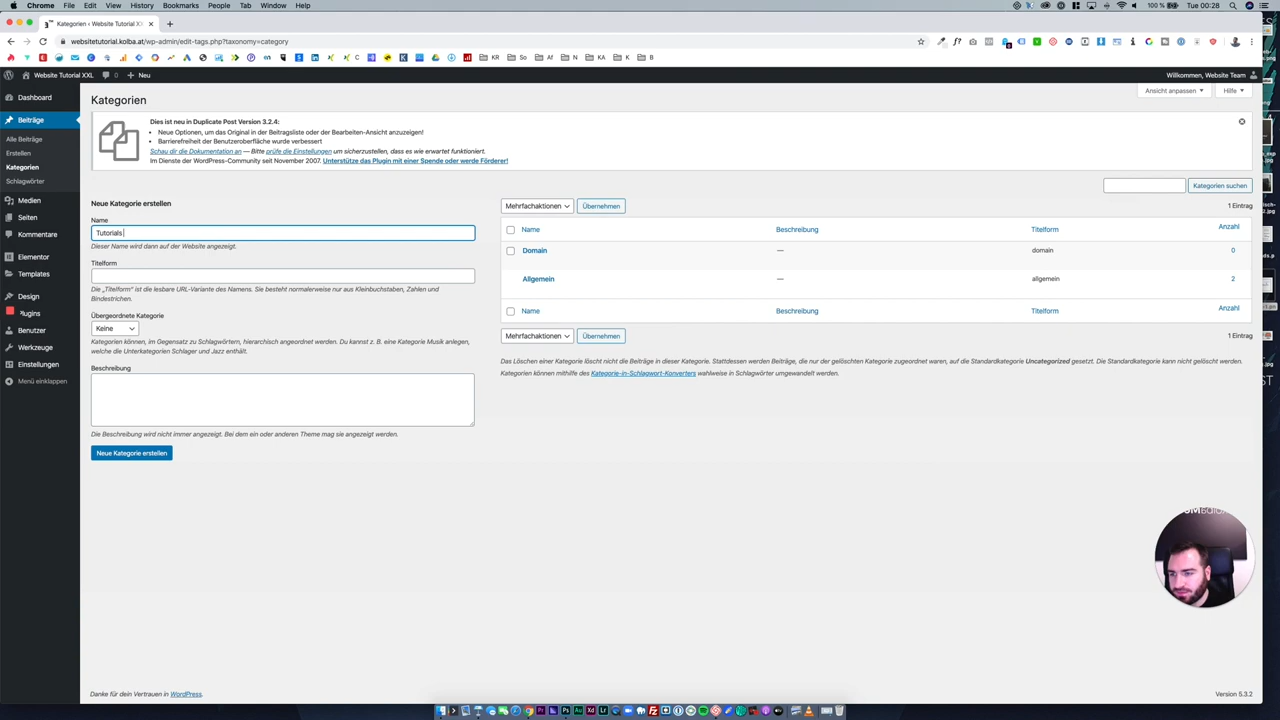 Chrome File Edit View History Bookmarks People Tab Window Help
100 % Tue 00:28
Kategorien ‹ Website Tutorial XX
websitetutorial.kolba.at/wp-admin/edit-tags.php?taxonomy=category
KR So Af N KA K B
Website Tutorial XXL 0 Neu
Willkommen, Website Team
Dashboard
Beiträge
Alle Beiträge
Erstellen
Kategorien
Schlagwörter
Medien
Seiten
Kommentare
Elementor
Templates
Design
Plugins
Benutzer
Werkzeuge
Einstellungen
Menü einklappen
Ansicht anpassen Hilfe
Kategorien
Dies ist neu in Duplicate Post Version 3.2.4:
• Neue Optionen, um das Original in der Beitragsliste oder der Bearbeiten-Ansicht anzuzeigen!
• Barrierefreiheit der Benutzeroberfläche wurde verbessert
Schau dir die Dokumentation an — Bitte prüfe die Einstellungen um sicherzustellen, dass es wie erwartet funktioniert.
Im Dienste der WordPress-Community seit November 2007. Unterstütze das Plugin mit einer Spende oder werde Förderer!
Kategorien suchen
Neue Kategorie erstellen
Name
Tutorials
Dieser Name wird dann auf der Website angezeigt.
Titelform
Die „Titelform“ ist die lesbare URL-Variante des Namens. Sie besteht normalerweise nur aus Kleinbuchstaben, Zahlen und
Bindestrichen.
Übergeordnete Kategorie
Keine
Kategorien können, im Gegensatz zu Schlagwörtern, hierarchisch angeordnet werden. Du kannst z. B. eine Kategorie Musik anlegen,
welche die Unterkategorien Schlager und Jazz enthält.
Beschreibung
Die Beschreibung wird nicht immer angezeigt. Bei dem ein oder anderen Theme mag sie angezeigt werden.
Neue Kategorie erstellen
Mehrfachaktionen Übernehmen 1 Eintrag
Name Beschreibung Titelform Anzahl
Domain — domain 0
Allgemein — allgemein 2
Name Beschreibung Titelform Anzahl
Mehrfachaktionen Übernehmen 1 Eintrag
Das Löschen einer Kategorie löscht nicht die Beiträge in dieser Kategorie. Stattdessen werden Beiträge, die nur der gelöschten Kategorie zugeordnet waren, auf die Standardkategorie Uncategorized gesetzt. Die Standardkategorie kann nicht gelöscht werden.
Kategorien können mithilfe des Kategorie-in-Schlagwort-Konverters wahlweise in Schlagwörter umgewandelt werden.
Danke für dein Vertrauen in WordPress.
Version 5.3.2